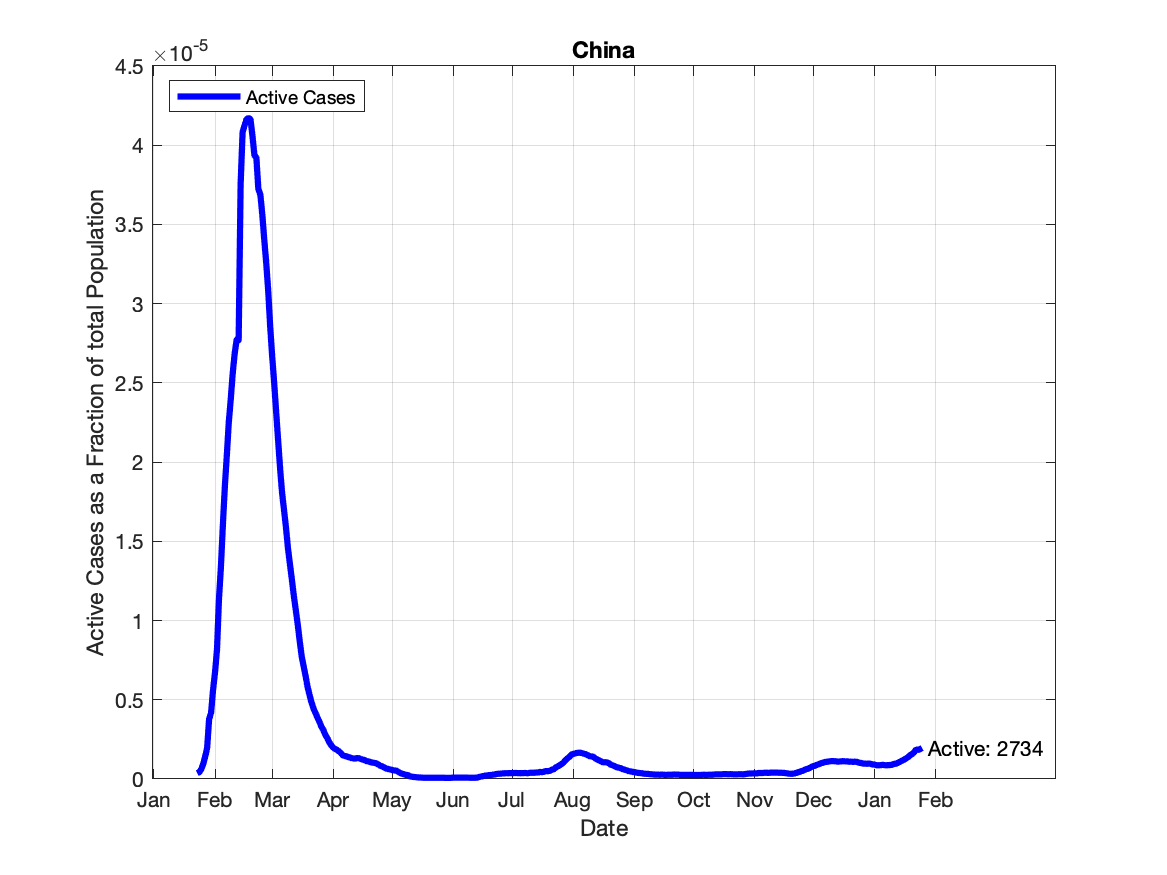 China
×10-5
4.5
4
3.5
3
2.5
2
1.5
1
0.5
0
Active Cases
Active Cases as a Fraction of total Population
Active: 2734
Jan Feb Mar Apr May Jun Jul Aug Sep Oct Nov Dec Jan Feb
Date